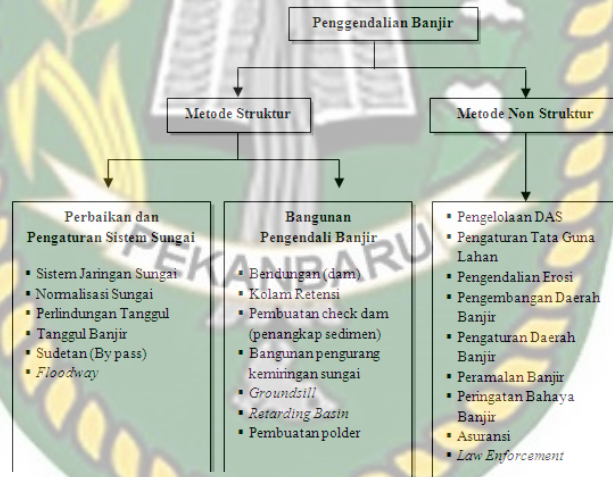 Penggendalian Banjir
Metode Struktur
Metode Non Struktur
Perbaikan dan
Pengaturan Sistem Sungai
▪ Sistem Jaringan Sungai
▪ Normalisasi Sungai
▪ Perlindungan Tanggul
▪ Tanggul Banjir
▪ Sudetan (By pass)
▪ Floodway
Bangunan
Pengendali Banjir
▪ Bendungan (dam)
▪ Kolam Retensi
▪ Pembuatan check dam
(penangkap sedimen)
▪ Bangunan pengurang
kemiringan sungai
▪ Groundsill
▪ Retarding Basin
▪ Pembuatan polder
▪ Pengelolaan DAS
▪ Pengaturan Tata Guna
Lahan
▪ Pengendalian Erosi
▪ Pengembangan Daerah
Banjir
▪ Pengaturan Daerah
Banjir
▪ Peramalan Banjir
▪ Peringatan Bahaya
Banjir
▪ Asuransi
▪ Law Enforcement
PEKANBARU